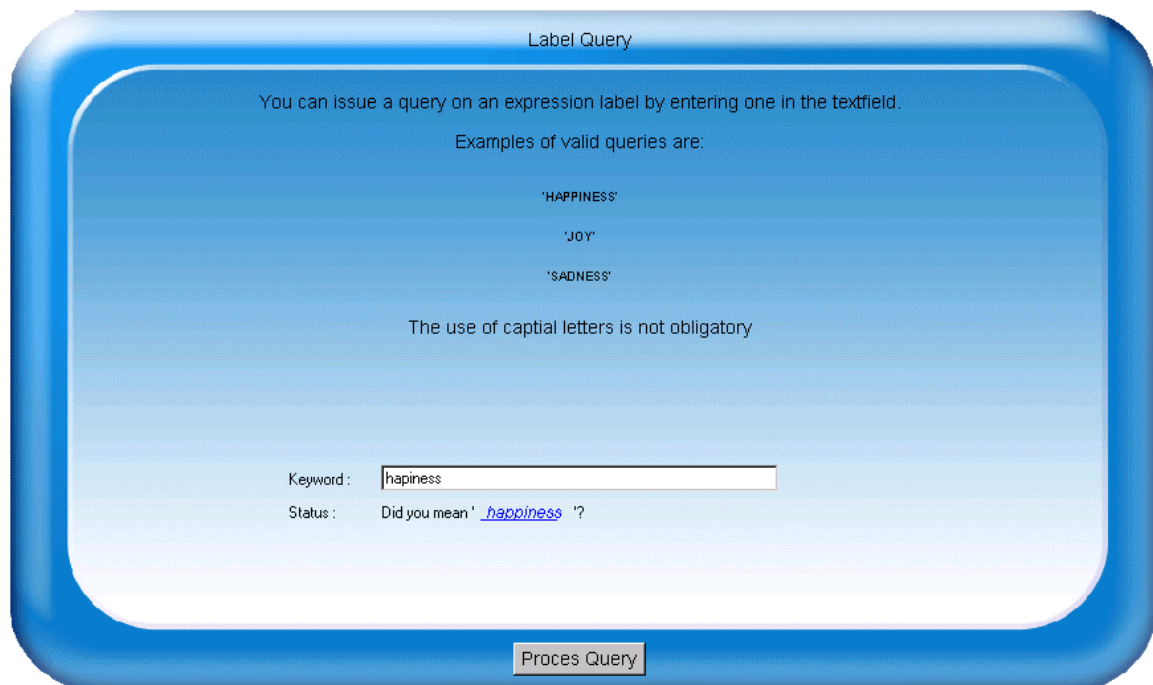 Label Query
You can issue a query on an expression label by entering one in the textfield.
Examples of valid queries are:
'HAPPINESS'
'JOY'
'SADNESS'
The use of captial letters is not obligatory
Keyword : hapiness
Status : Did you mean ' happiness '?
Proces Query